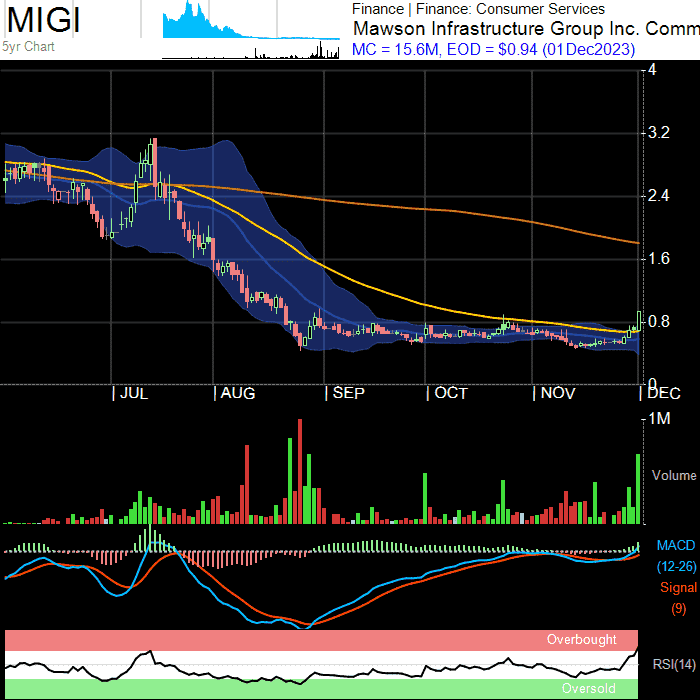 MIGI
5yr Chart
Finance | Finance: Consumer Services
Mawson Infrastructure Group Inc. Comm
MC = 15.6M, EOD = $0.94 (01Dec2023)
4
3.2
2.4
1.6
0.8
0
JUL
AUG
SEP
OCT
NOV
DEC
1M
Volume
MACD
(12-26)
Signal
(9)
Overbought
RSI(14)
Oversold